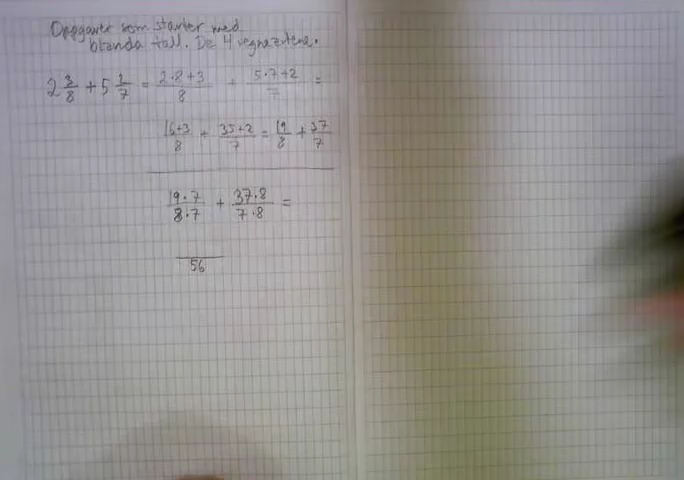 Oppgaver som starter med
blanda tall. De 4 regneartene.
2 3/8 + 5 2/7 = (2·8+3)/8 + (5·7+2)/7 =
(16+3)/8 + (35+2)/7 = 19/8 + 37/7
(19·7)/(8·7) + (37·8)/(7·8) =
/56